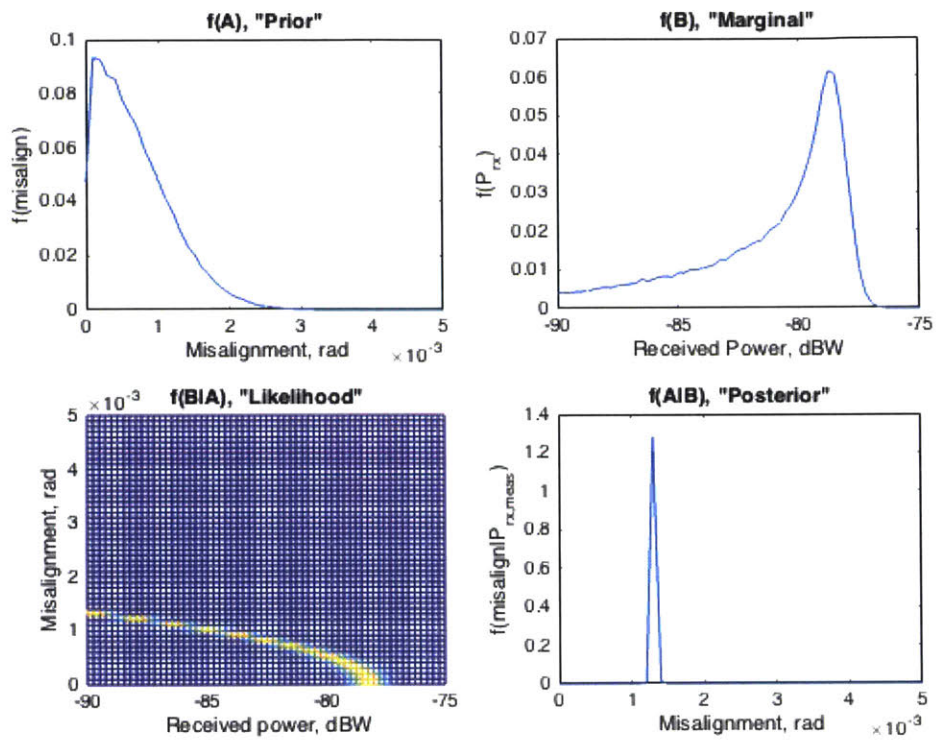 f(A), "Prior"
0.1
0.08
0.06
0.04
0.02
0
f(misalign)
0 1 2 3 4 5
Misalignment, rad ×10⁻³
f(B), "Marginal"
0.07
0.06
0.05
0.04
0.03
0.02
0.01
0
f(Prx)
-90 -85 -80 -75
Received Power, dBW
f(B|A), "Likelihood"
×10⁻³
5
4
3
2
1
0
Misalignment, rad
-90 -85 -80 -75
Received power, dBW
f(A|B), "Posterior"
1.4
1.2
1
0.8
0.6
0.4
0.2
0
f(misalign|Prx,meas)
0 1 2 3 4 5
Misalignment, rad ×10⁻³